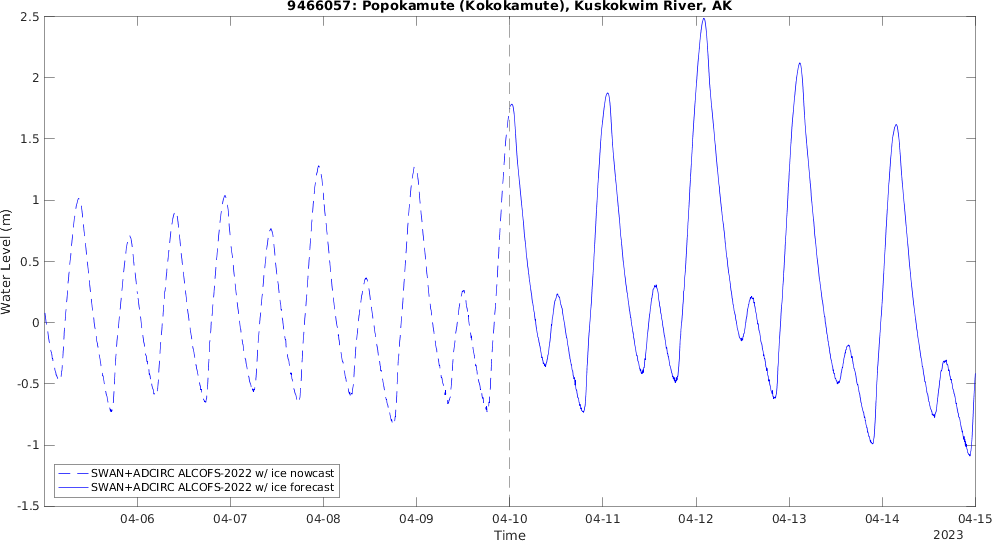 9466057: Popokamute (Kokokamute), Kuskokwim River, AK
2.5
2
1.5
1
0.5
0
-0.5
-1
-1.5
Water Level (m)
SWAN+ADCIRC ALCOFS-2022 w/ ice nowcast
SWAN+ADCIRC ALCOFS-2022 w/ ice forecast
04-06 04-07 04-08 04-09 04-10 04-11 04-12 04-13 04-14 04-15
Time
2023